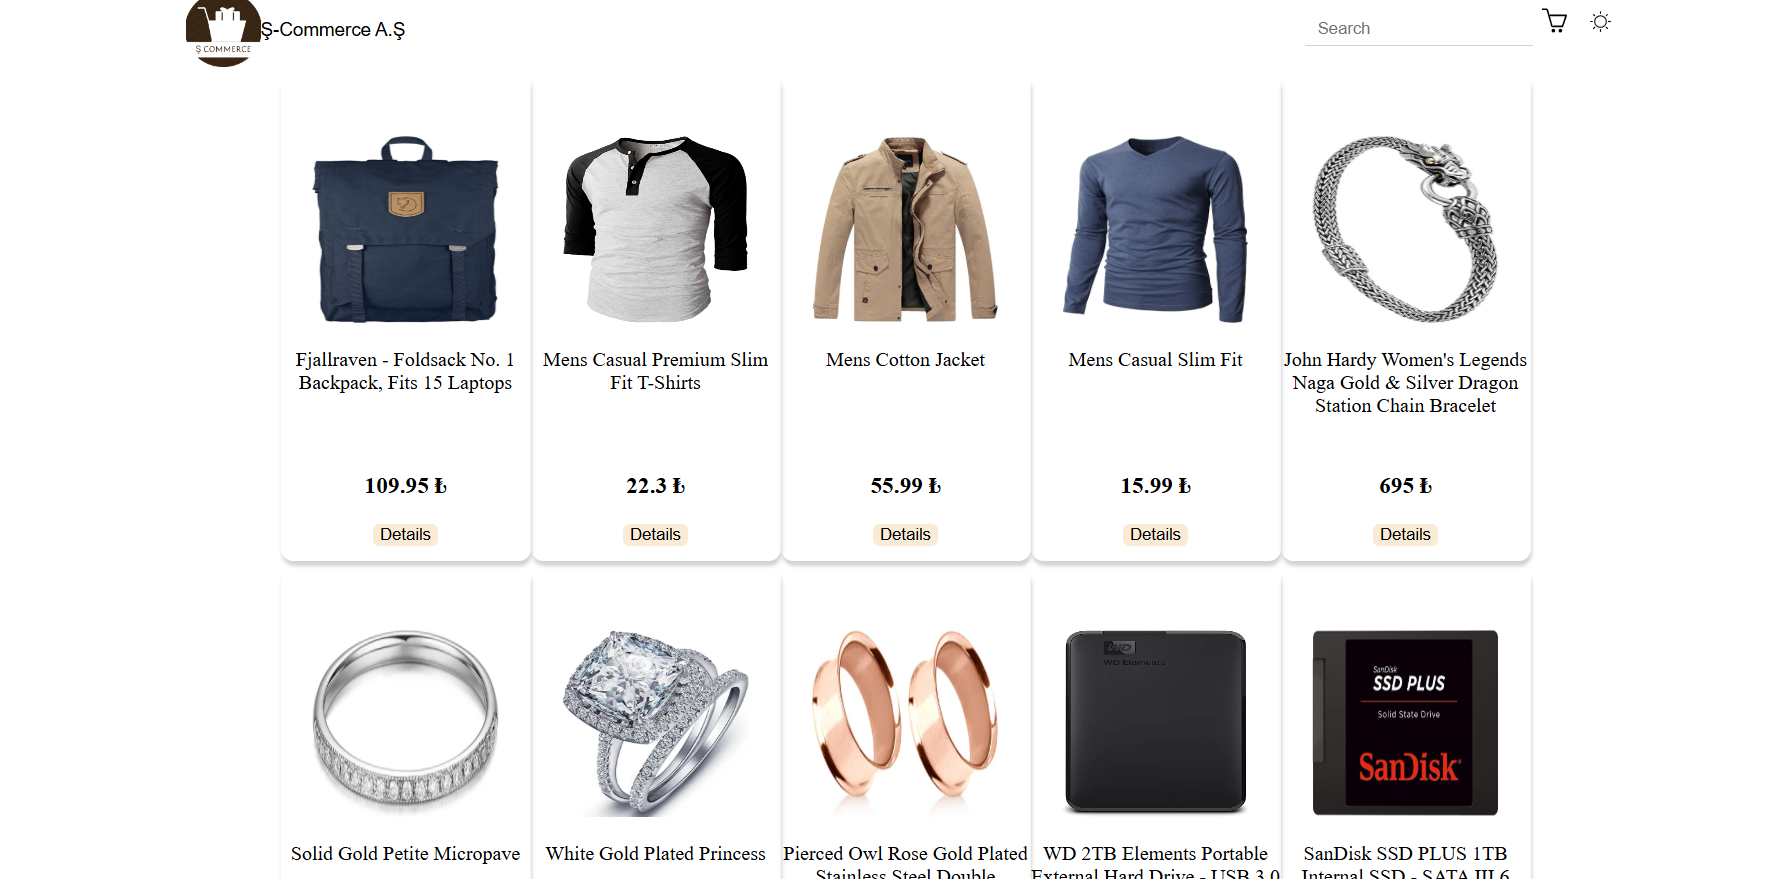 Ş COMMERCE
Ş-Commerce A.Ş
Search
Fjallraven - Foldsack No. 1
Backpack, Fits 15 Laptops
109.95 ₺
Details
Mens Casual Premium Slim
Fit T-Shirts
22.3 ₺
Details
Mens Cotton Jacket
55.99 ₺
Details
Mens Casual Slim Fit
15.99 ₺
Details
John Hardy Women's Legends
Naga Gold & Silver Dragon
Station Chain Bracelet
695 ₺
Details
Solid Gold Petite Micropave
White Gold Plated Princess
Pierced Owl Rose Gold Plated
Stainless Steel Double
WD
WD Elements
WD 2TB Elements Portable
External Hard Drive - USB 3.0
SanDisk
SSD PLUS
Solid State Drive
SanDisk
SanDisk SSD PLUS 1TB
Internal SSD - SATA III 6